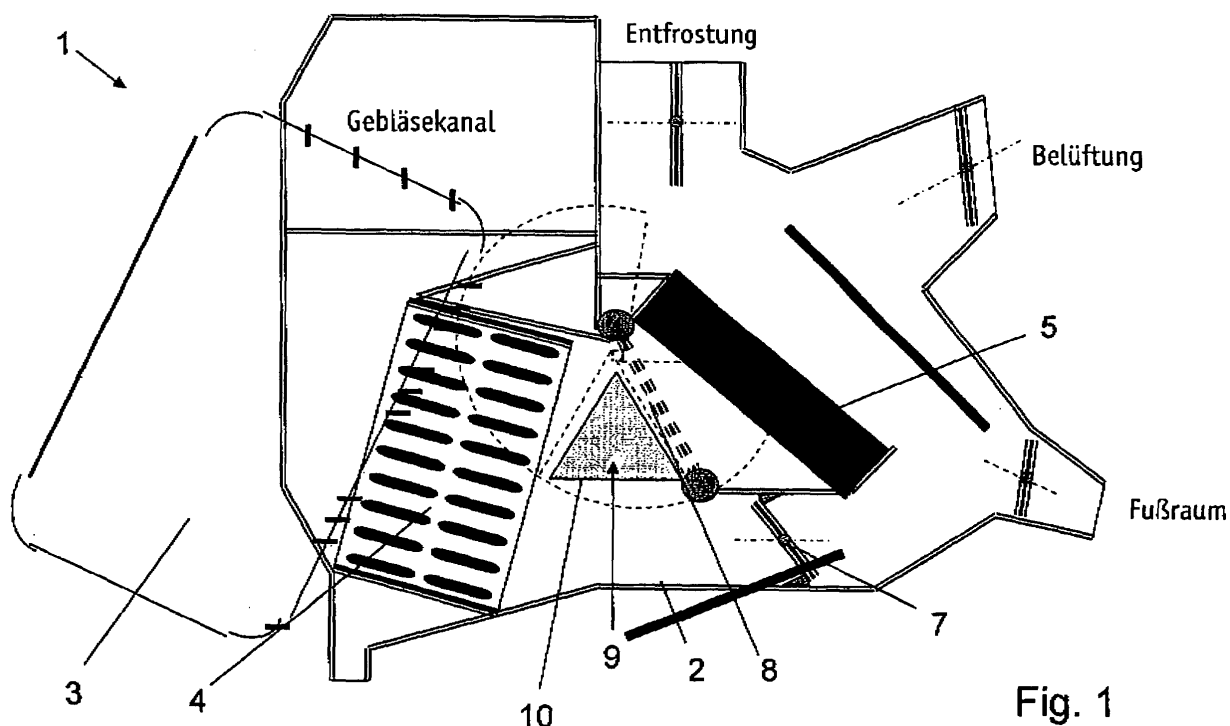 Entfrostung
1
Gebläsekanal
Belüftung
5
Fußraum
7
3
4
10
9
2
8
Fig. 1